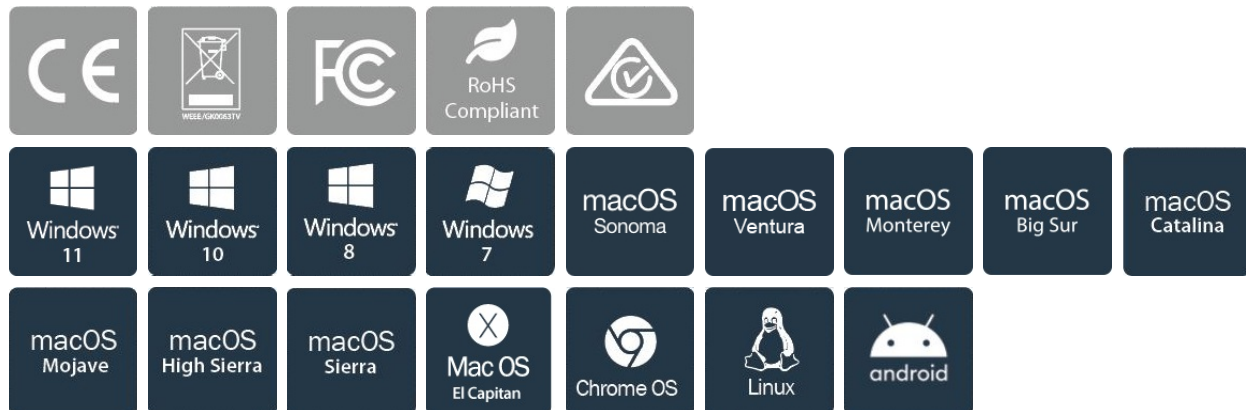 CE
WEEE/GK0083TV
FC
RoHS
Compliant
Windows
11
Windows
10
Windows
8
Windows
7
macOS
Sonoma
macOS
Ventura
macOS
Monterey
macOS
Big Sur
macOS
Catalina
macOS
Mojave
macOS
High Sierra
macOS
Sierra
X
Mac OS
El Capitan
Chrome OS
Linux
android